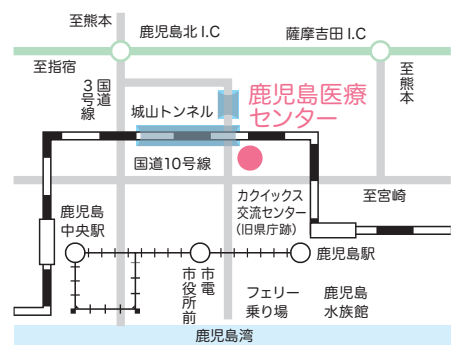 至熊本
鹿児島北I.C
薩摩吉田I.C
至指宿
国道
3号線
至熊本
城山トンネル
鹿児島医療
センター
国道10号線
カクイックス
交流センター
(旧県庁跡)
至宮崎
鹿児島
中央駅
市電
市役所前
鹿児島駅
フェリー
乗り場
鹿児島
水族館
鹿児島湾